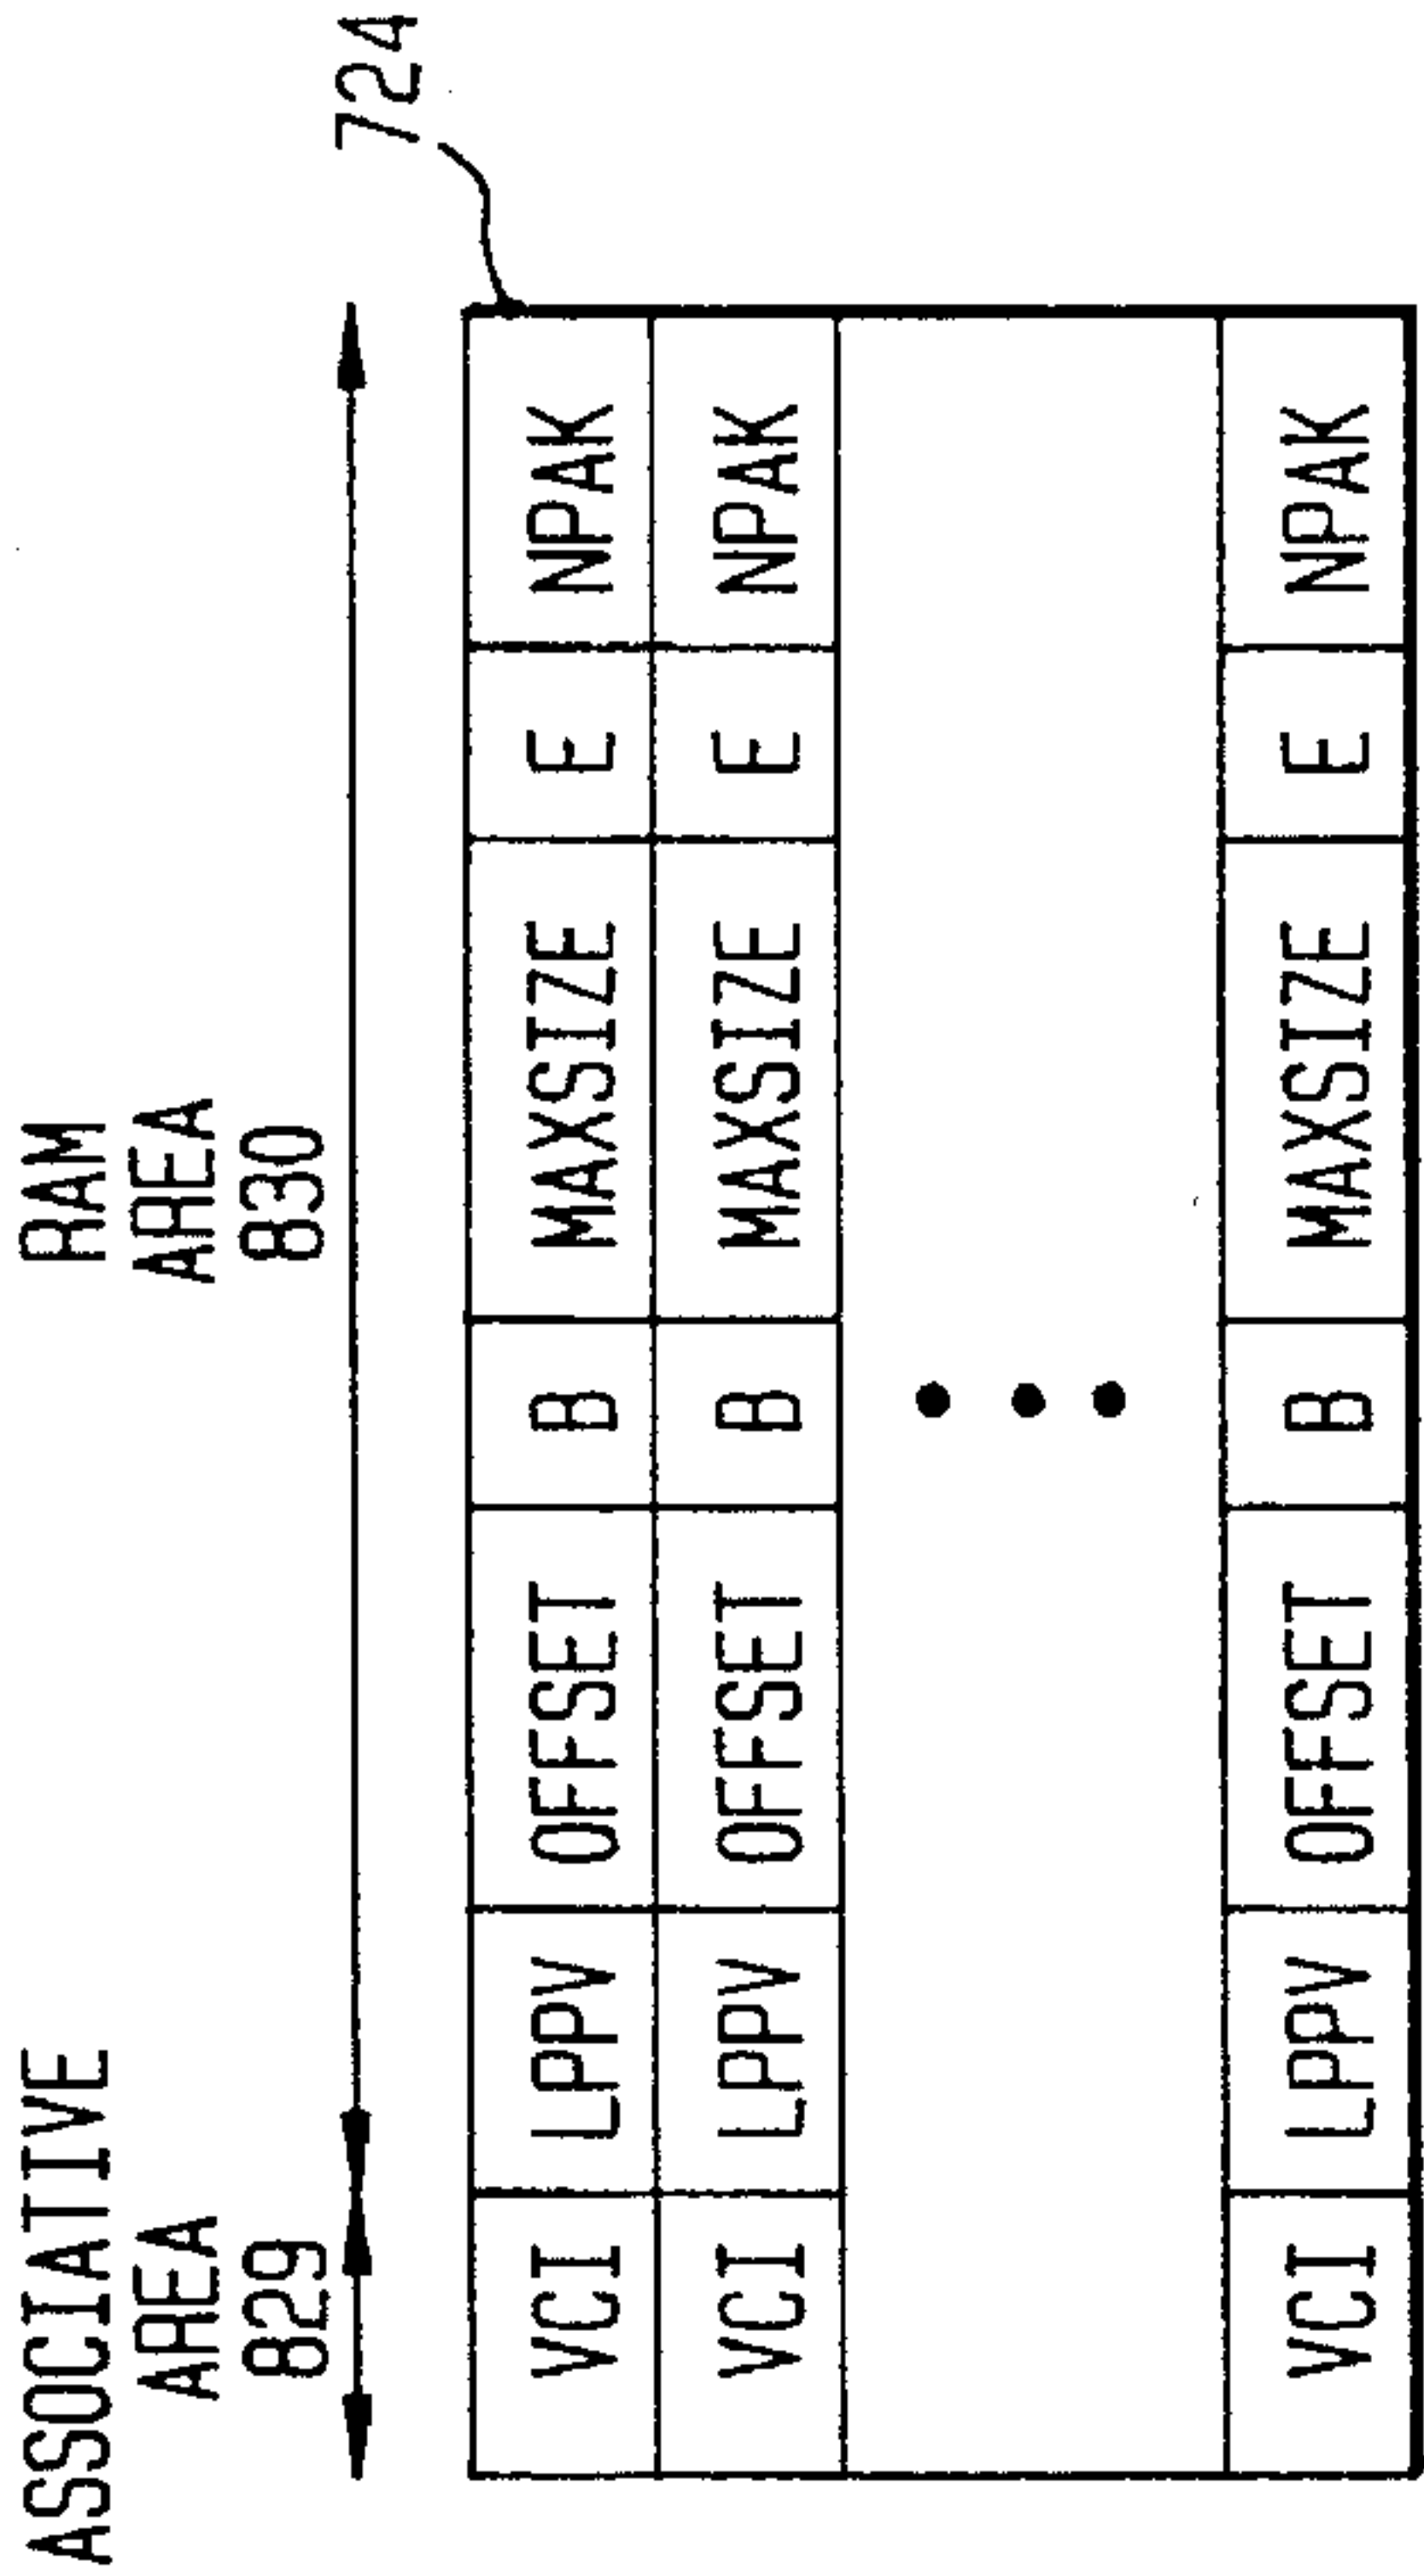 ASSOCIATIVE
AREA
829
RAM
AREA
830
724
VCI LPPV OFFSET B MAXSIZE E NPAK
VCI LPPV OFFSET B MAXSIZE E NPAK
VCI LPPV OFFSET B MAXSIZE E NPAK